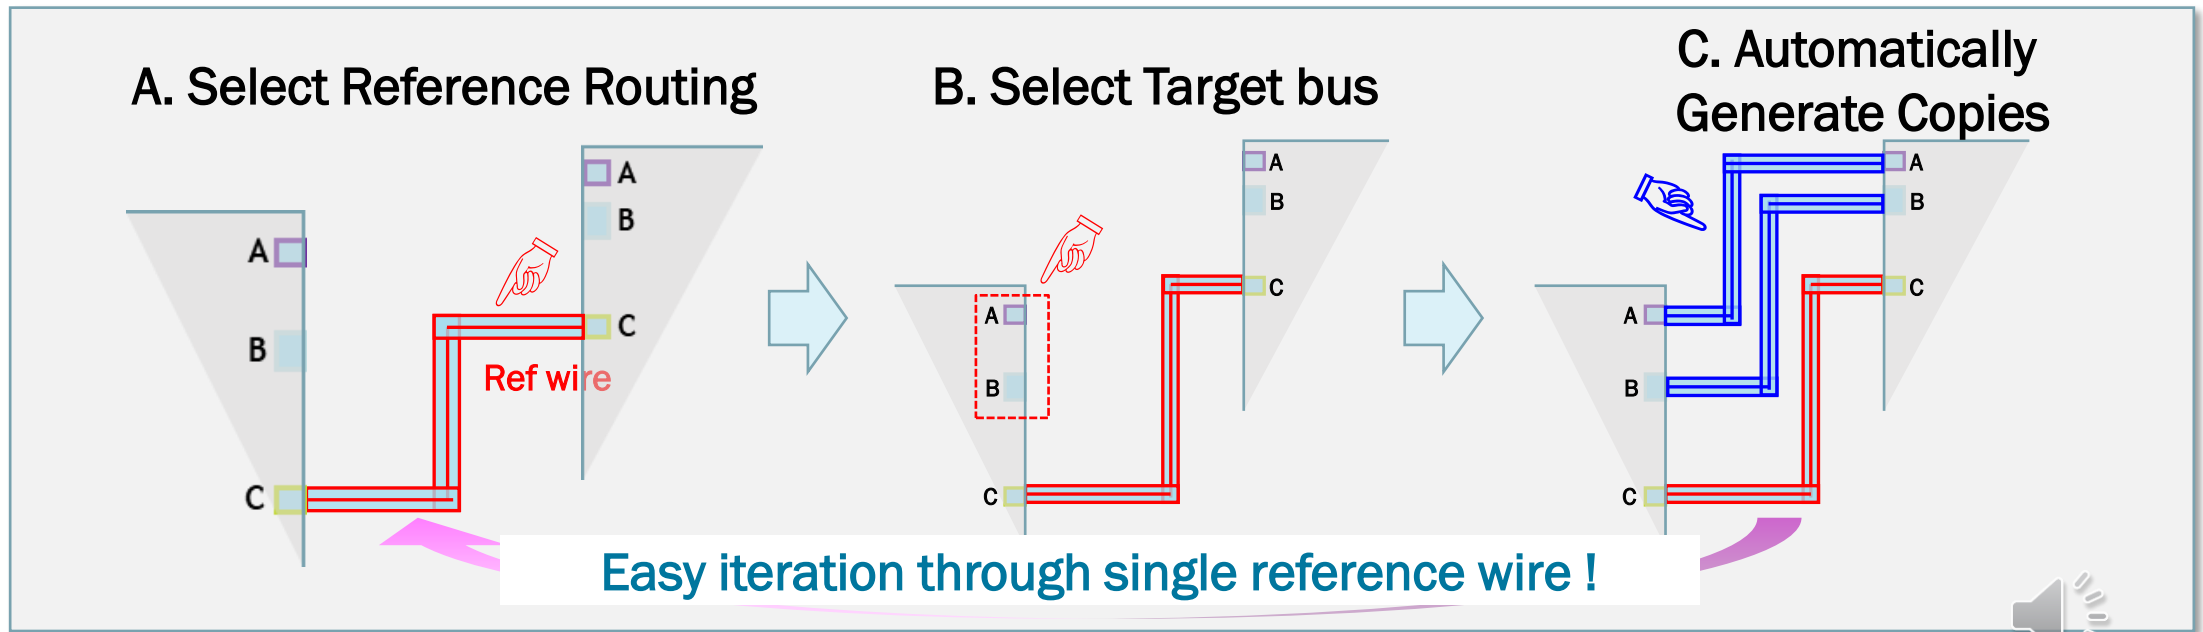 A. Select Reference Routing
A
B
C
A
B
C
Ref wire
B. Select Target bus
A
B
C
A
B
C
C. Automatically
Generate Copies
A
B
C
A
B
C
Easy iteration through single reference wire !